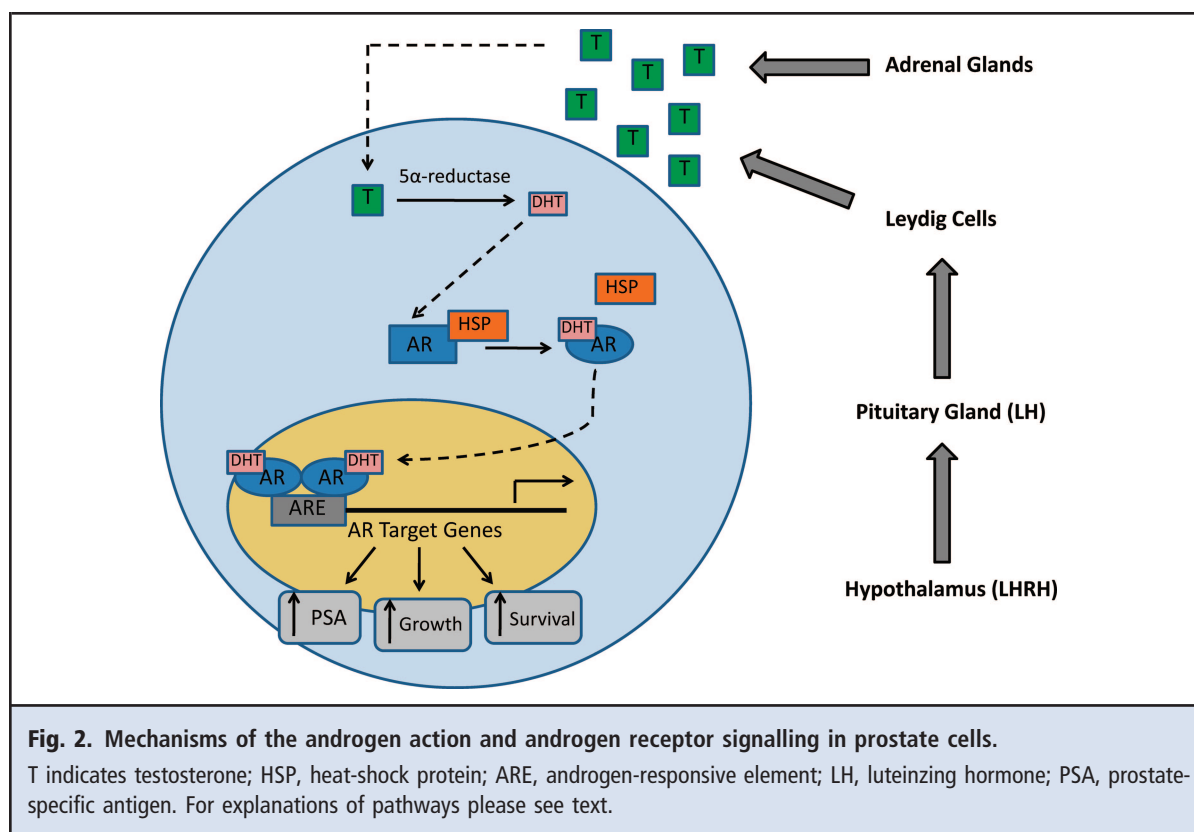 T
T
T
T
T
T
T
Adrenal Glands
T
5α-reductase
DHT
Leydig Cells
HSP
HSP
AR
DHT
AR
Pituitary Gland (LH)
DHT
AR
AR
DHT
ARE
AR Target Genes
Hypothalamus (LHRH)
PSA
Growth
Survival
Fig. 2. Mechanisms of the androgen action and androgen receptor signalling in prostate cells.
T indicates testosterone; HSP, heat-shock protein; ARE, androgen-responsive element; LH, luteinzing hormone; PSA, prostate-
specific antigen. For explanations of pathways please see text.